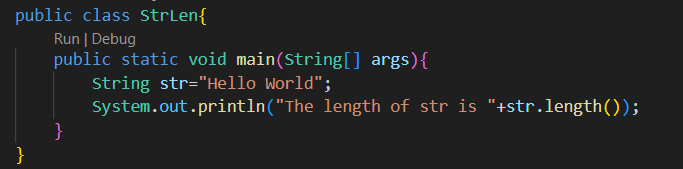 public class StrLen{
Run | Debug
public static void main(String[] args){
String str="Hello World";
System.out.println("The length of str is "+str.length());
}
}